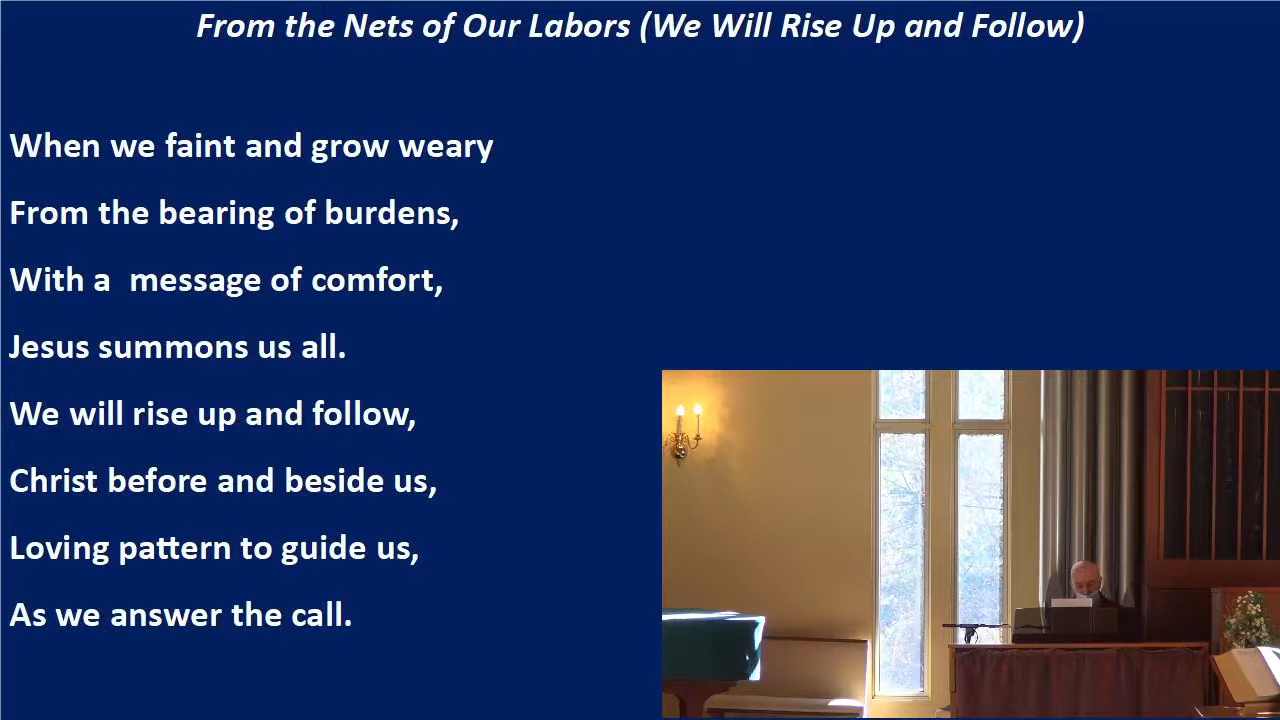 From the Nets of Our Labors (We Will Rise Up and Follow)
When we faint and grow weary
From the bearing of burdens,
With a  message of comfort,
Jesus summons us all.
We will rise up and follow,
Christ before and beside us,
Loving pattern to guide us,
As we answer the call.